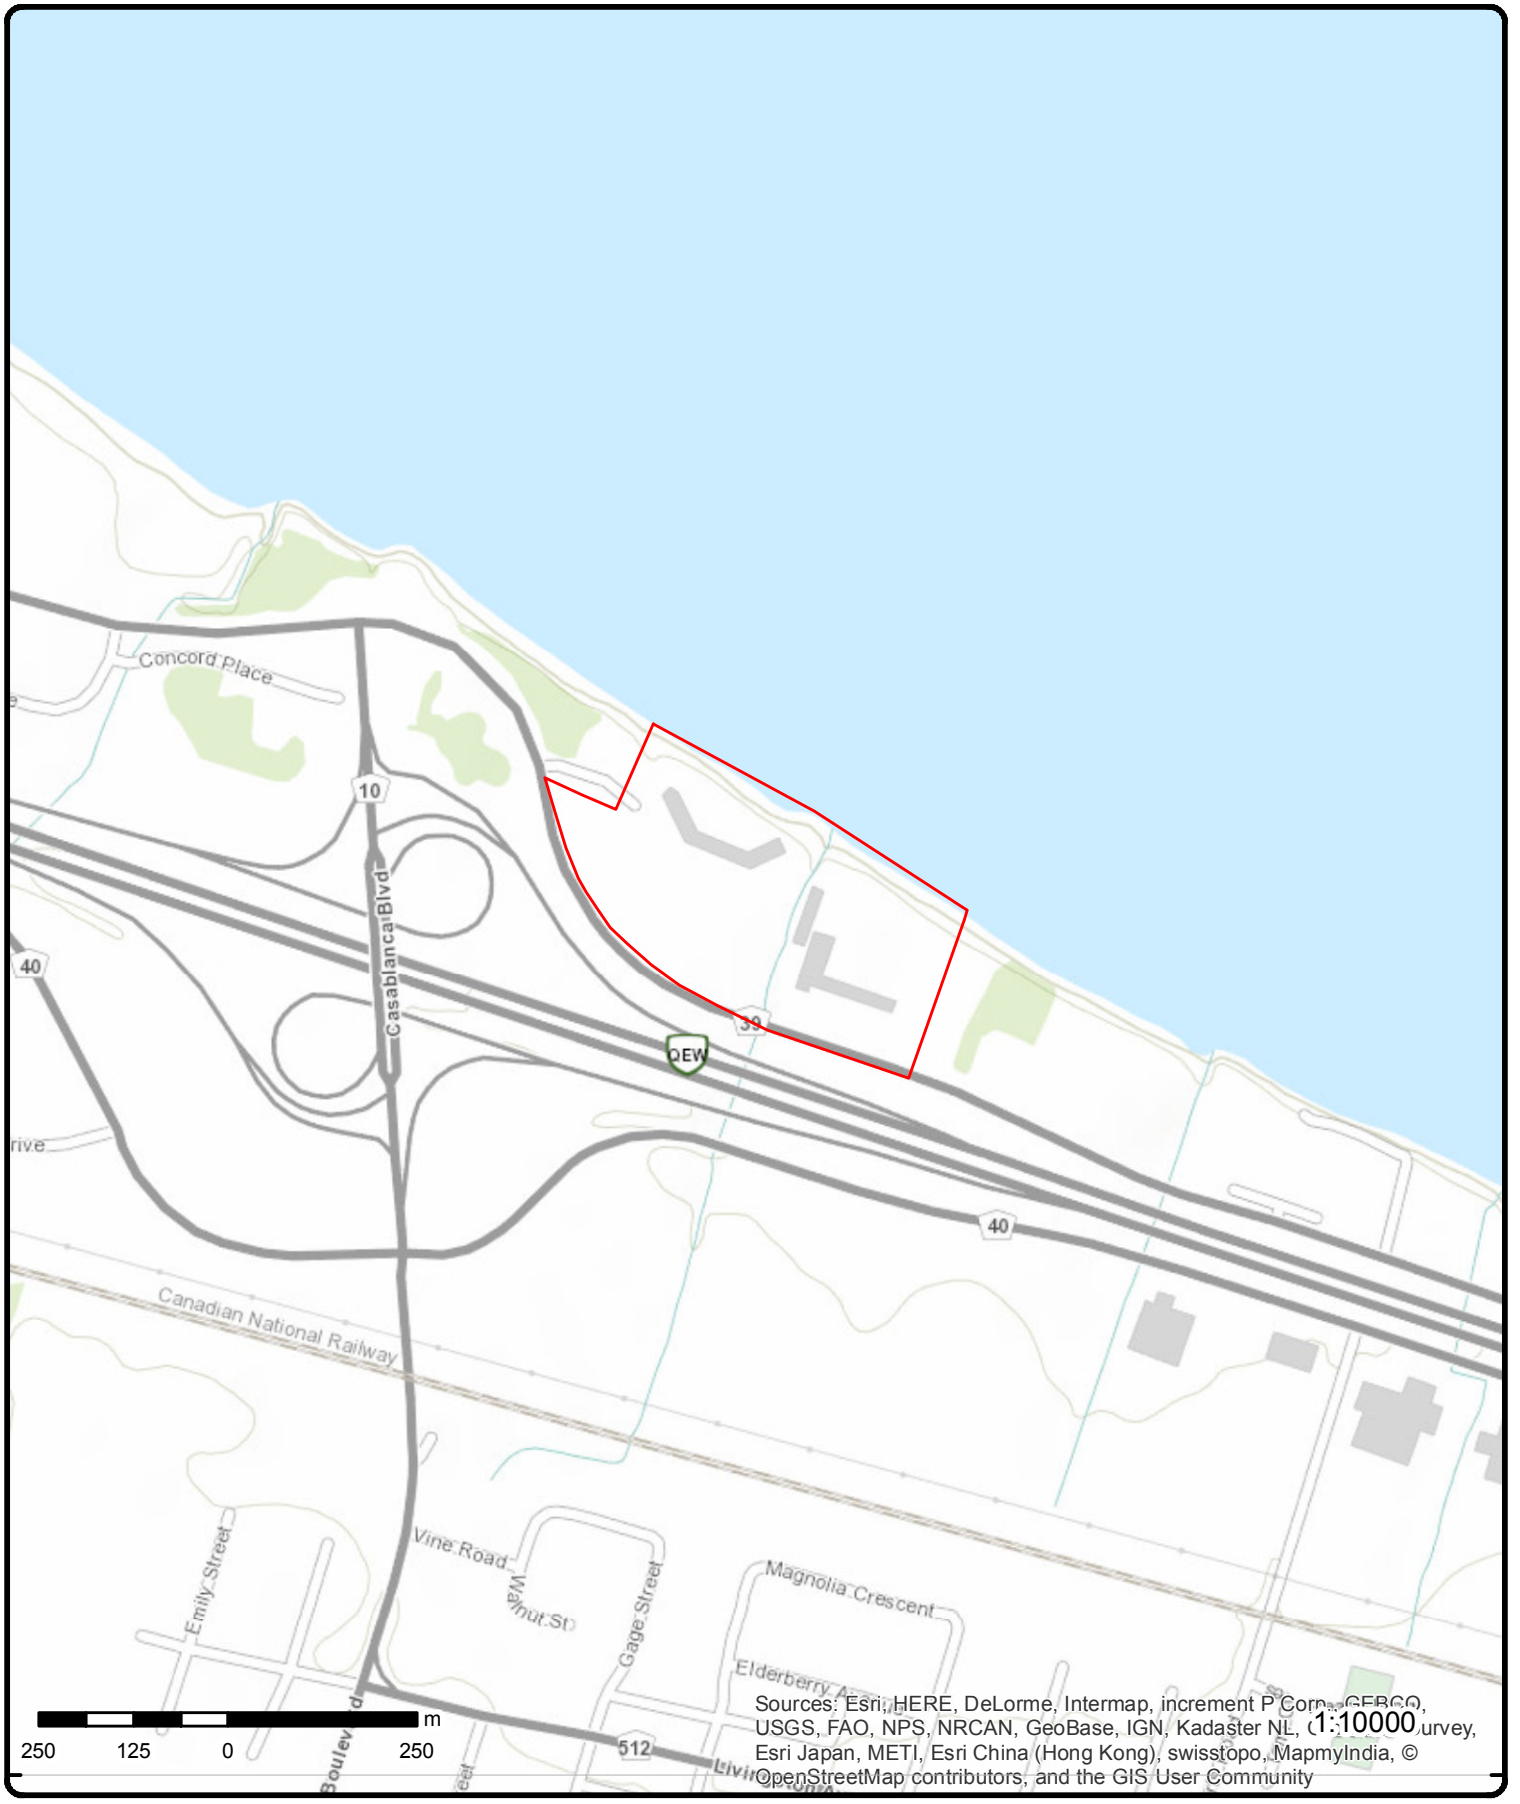 Concord Place
e
10
Casablanca Blvd
40
39
QEW
rive
40
Canadian National Railway
Vine Road
Emily Street
Walnut St
Gage Street
Magnolia Crescent
Elderberry
Sources: Esri, HERE, DeLorme, Intermap, increment P Corp., GEBCO,
USGS, FAO, NPS, NRCAN, GeoBase, IGN, Kadaster NL, urvey,
1:10000
Esri Japan, METI, Esri China (Hong Kong), swisstopo, MapmyIndia, ©
OpenStreetMap contributors, and the GIS User Community
m
250 125 0 250
512
eet